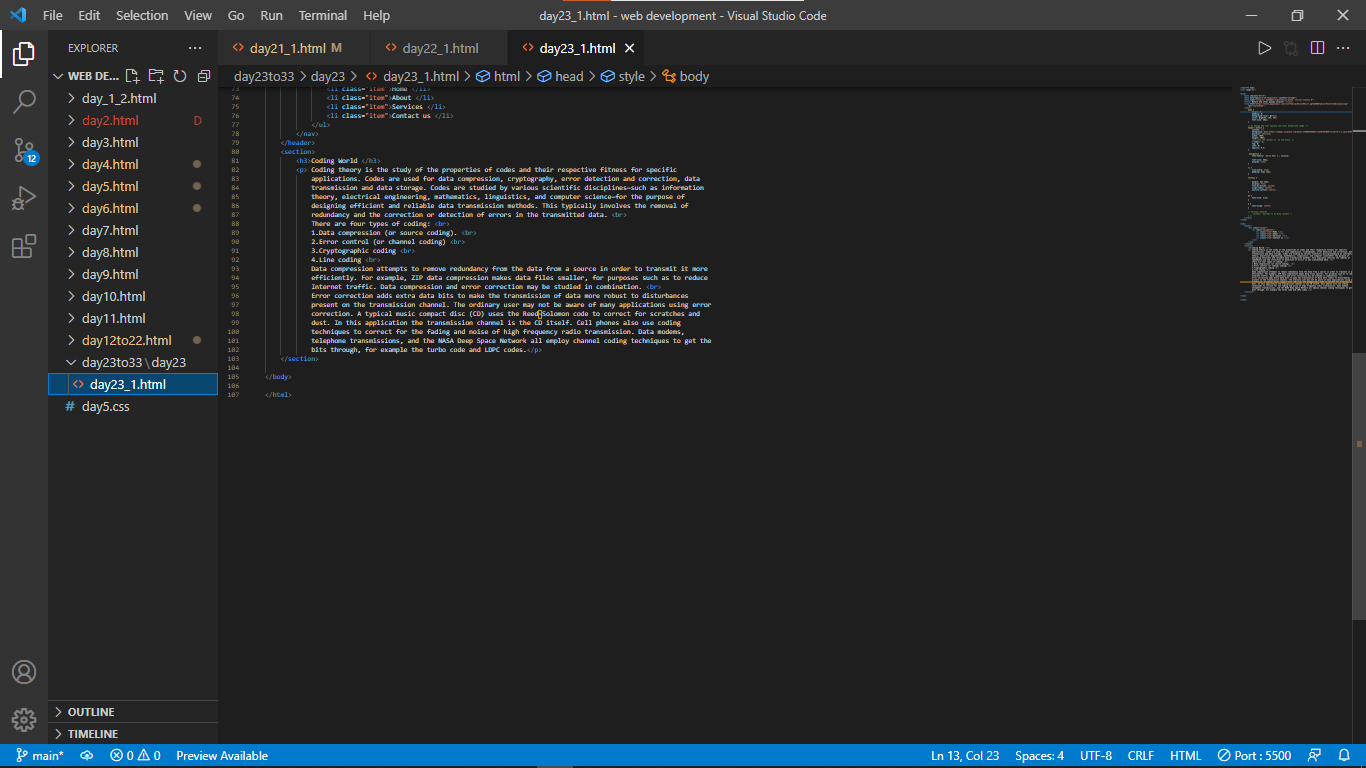 File Edit Selection View Go Run Terminal Help
day23_1.html - web development - Visual Studio Code
EXPLORER
WEB DE...
day_1_2.html
day2.html D
day3.html
day4.html
day5.html
day6.html
day7.html
day8.html
day9.html
day10.html
day11.html
day12to22.html
day23to33 \ day23
day23_1.html
day5.css
OUTLINE
TIMELINE
12
day21_1.html M
day22_1.html
day23_1.html
day23to33 > day23 > day23_1.html > html > head > style > body
73 <li class="item">Home </li>
74 <li class="item">About </li>
75 <li class="item">Services </li>
76 <li class="item">Contact us </li>
77 </ul>
78 </nav>
79 </header>
80 <section>
81 <h3>Coding World </h3>
82 <p> Coding theory is the study of the properties of codes and their respective fitness for specific
83 applications. Codes are used for data compression, cryptography, error detection and correction, data
84 transmission and data storage. Codes are studied by various scientific disciplines—such as information
85 theory, electrical engineering, mathematics, linguistics, and computer science—for the purpose of
86 designing efficient and reliable data transmission methods. This typically involves the removal of
87 redundancy and the correction or detection of errors in the transmitted data. <br>
88 There are four types of coding: <br>
89 1.Data compression (or source coding). <br>
90 2.Error control (or channel coding) <br>
91 3.Cryptographic coding <br>
92 4.Line coding <br>
93 Data compression attempts to remove redundancy from the data from a source in order to transmit it more
94 efficiently. For example, ZIP data compression makes data files smaller, for purposes such as to reduce
95 Internet traffic. Data compression and error correction may be studied in combination. <br>
96 Error correction adds extra data bits to make the transmission of data more robust to disturbances
97 present on the transmission channel. The ordinary user may not be aware of many applications using error
98 correction. A typical music compact disc (CD) uses the Reed–Solomon code to correct for scratches and
99 dust. In this application the transmission channel is the CD itself. Cell phones also use coding
100 techniques to correct for the fading and noise of high frequency radio transmission. Data modems,
101 telephone transmissions, and the NASA Deep Space Network all employ channel coding techniques to get the
102 bits through, for example the turbo code and LDPC codes.</p>
103 </section>
104
105 </body>
106
107 </html>
main* 0 0 Preview Available
Ln 13, Col 23 Spaces: 4 UTF-8 CRLF HTML Port : 5500